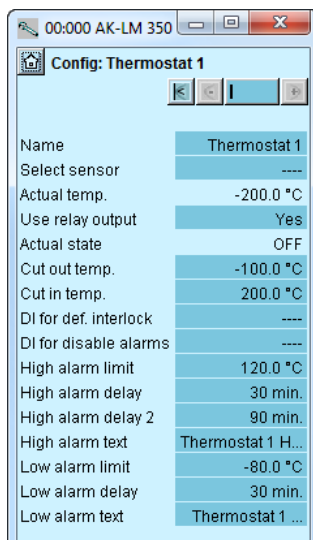 00:000 AK-LM 350
Config: Thermostat 1
Name Thermostat 1
Select sensor ----
Actual temp. -200.0 °C
Use relay output Yes
Actual state OFF
Cut out temp. -100.0 °C
Cut in temp. 200.0 °C
DI for def. interlock ----
DI for disable alarms ----
High alarm limit 120.0 °C
High alarm delay 30 min.
High alarm delay 2 90 min.
High alarm text Thermostat 1 H...
Low alarm limit -80.0 °C
Low alarm delay 30 min.
Low alarm text Thermostat 1 ...